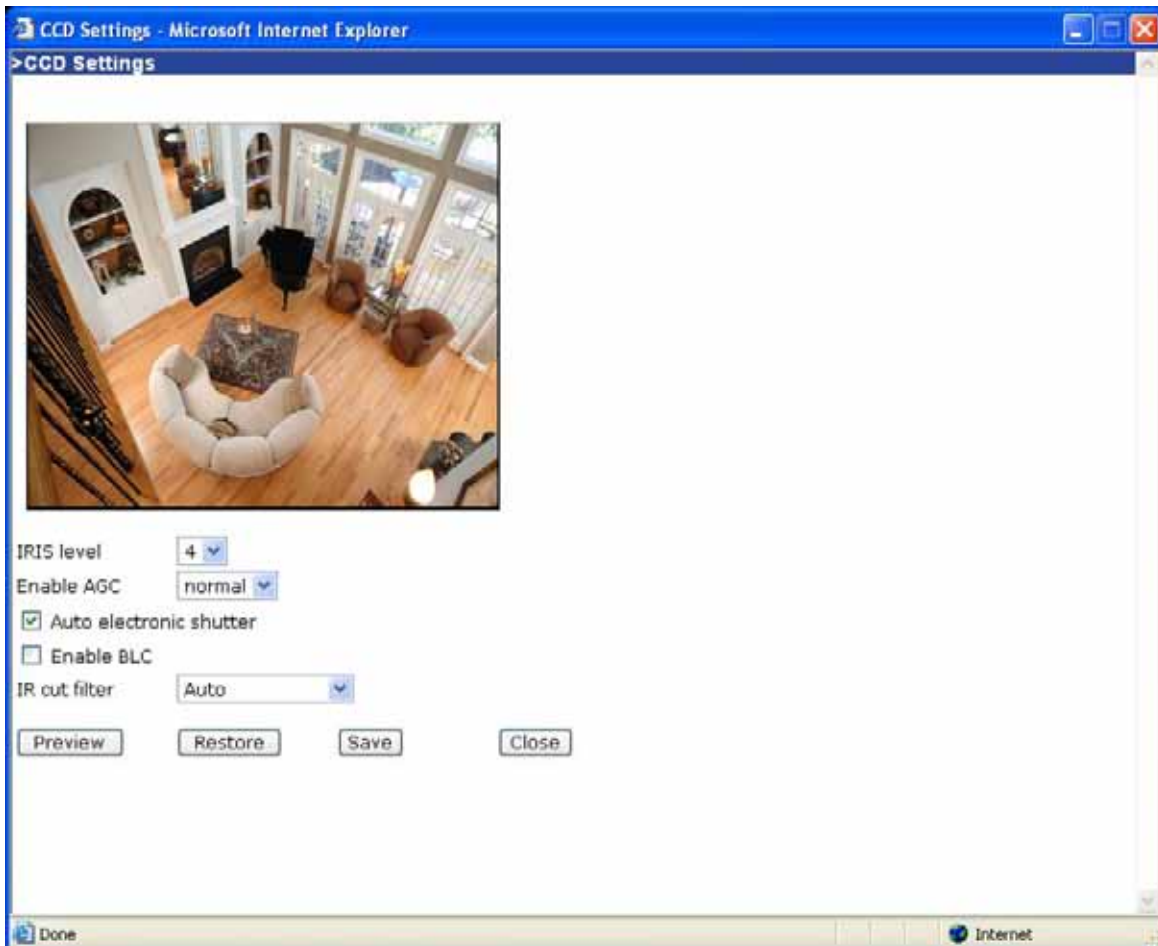 CCD Settings - Microsoft Internet Explorer
>CCD Settings
IRIS level 4
Enable AGC normal
Auto electronic shutter
Enable BLC
IR cut filter Auto
Preview Restore Save Close
Done Internet